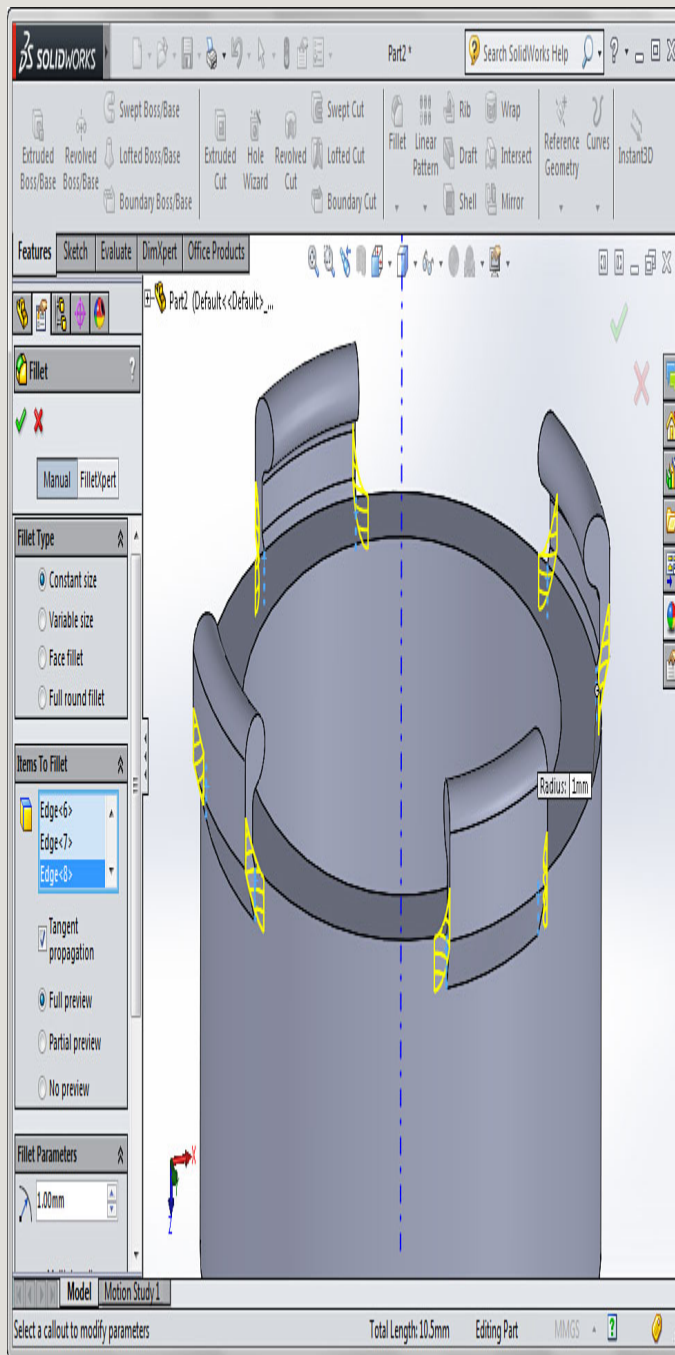 SOLIDWORKS
Part2 *
Search SolidWorks Help
Extruded Boss/Base
Revolved Boss/Base
Swept Boss/Base
Lofted Boss/Base
Boundary Boss/Base
Extruded Cut
Hole Wizard
Revolved Cut
Swept Cut
Lofted Cut
Boundary Cut
Fillet
Linear Pattern
Rib
Draft
Shell
Wrap
Intersect
Mirror
Reference Geometry
Curves
Instant3D
Features Sketch Evaluate DimXpert Office Products
Part2 (Default<<Default>_...
Fillet ?
Manual FilletXpert
Fillet Type
Constant size
Variable size
Face fillet
Full round fillet
Items To Fillet
Edge<6>
Edge<7>
Edge<8>
Tangent
propagation
Full preview
Partial preview
No preview
Fillet Parameters
1.00mm
Radius: 1mm
X
Z
Model Motion Study 1
Select a callout to modify parameters Total Length: 10.5mm Editing Part MMGS